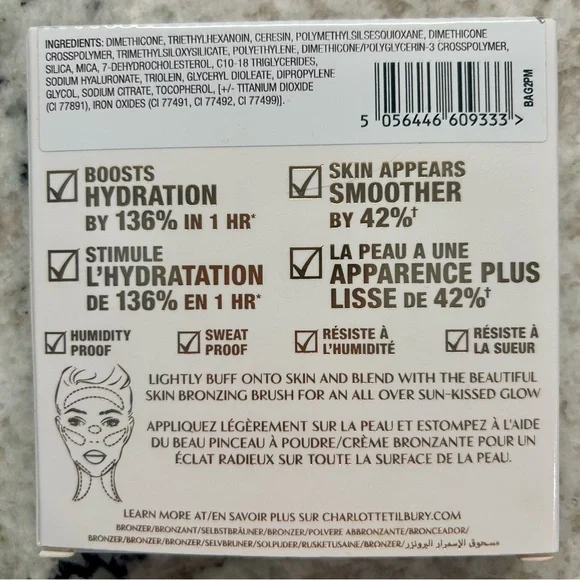 INGREDIENTS: DIMETHICONE, TRIETHYLHEXANOIN, CERESIN, POLYMETHYLSILSESQUIOXANE, DIMETHICONE
CROSSPOLYMER, TRIMETHYLSILOXYSILICATE, POLYETHYLENE, DIMETHICONE/POLYGLYCERIN-3 CROSSPOLYMER,
SILICA, MICA, 7-DEHYDROCHOLESTEROL, C10-18 TRIGLYCERIDES,
SODIUM HYALURONATE, TRIOLEIN, GLYCERYL DIOLEATE, DIPROPYLENE
GLYCOL, SODIUM CITRATE, TOCOPHEROL, [+/- TITANIUM DIOXIDE
(CI 77891), IRON OXIDES (CI 77491, CI 77492, CI 77499)].
5 056446 609333 >
BAG2PM
BOOSTS
HYDRATION
BY 136% IN 1 HR*
SKIN APPEARS
SMOOTHER
BY 42%†
STIMULE
L'HYDRATATION
DE 136% EN 1 HR*
LA PEAU A UNE
APPARENCE PLUS
LISSE DE 42%†
HUMIDITY
PROOF
SWEAT
PROOF
RÉSISTE À
L'HUMIDITÉ
RÉSISTE À
LA SUEUR
LIGHTLY BUFF ONTO SKIN AND BLEND WITH THE BEAUTIFUL
SKIN BRONZING BRUSH FOR AN ALL OVER SUN-KISSED GLOW
APPLIQUEZ LÉGÈREMENT SUR LA PEAU ET ESTOMPEZ À L'AIDE
DU BEAU PINCEAU À POUDRE/CRÈME BRONZANTE POUR UN
ÉCLAT RADIEUX SUR TOUTE LA SURFACE DE LA PEAU.
LEARN MORE AT/EN SAVOIR PLUS SUR CHARLOTTETILBURY.COM
BRONZER/BRONZANT/SELBSTBRÄUNER/BRONZER/POLVERE ABBRONZANTE/BRONCEADOR/
BRONZER/BRONZER/BRONZER/SELVBRUNER/SOLPUDER/RUSKETUSAINE/BRONZER/ مسحوق الإسمرار البرونزر